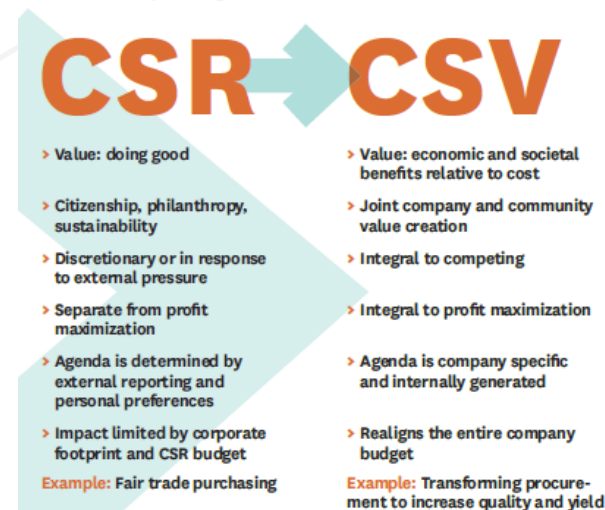 CSR CSV
> Value: doing good
> Value: economic and societal
benefits relative to cost
> Citizenship, philanthropy,
sustainability
> Joint company and community
value creation
> Discretionary or in response
to external pressure
> Integral to competing
> Separate from profit
maximization
> Integral to profit maximization
> Agenda is determined by
external reporting and
personal preferences
> Agenda is company specific
and internally generated
> Impact limited by corporate
footprint and CSR budget
> Realigns the entire company
budget
Example: Fair trade purchasing
Example: Transforming procure-
ment to increase quality and yield